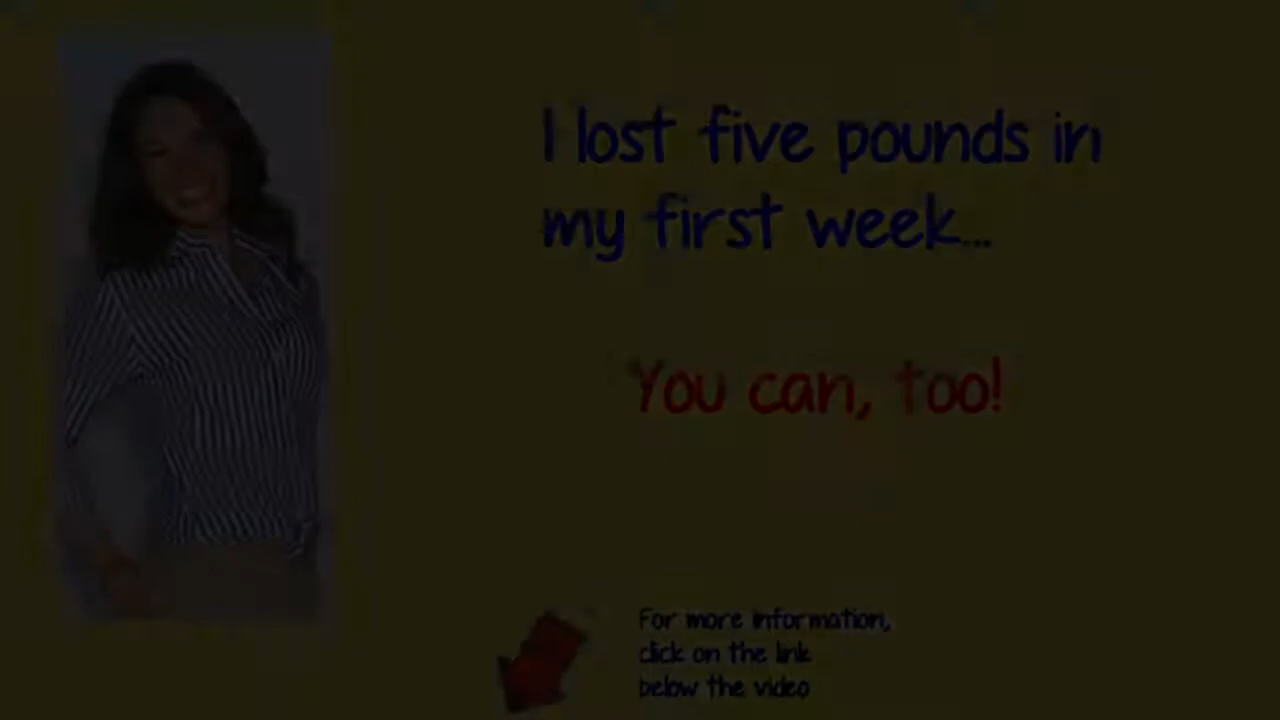 I lost five pounds in
my first week...
You can, too!
For more information,
click on the link
below the video